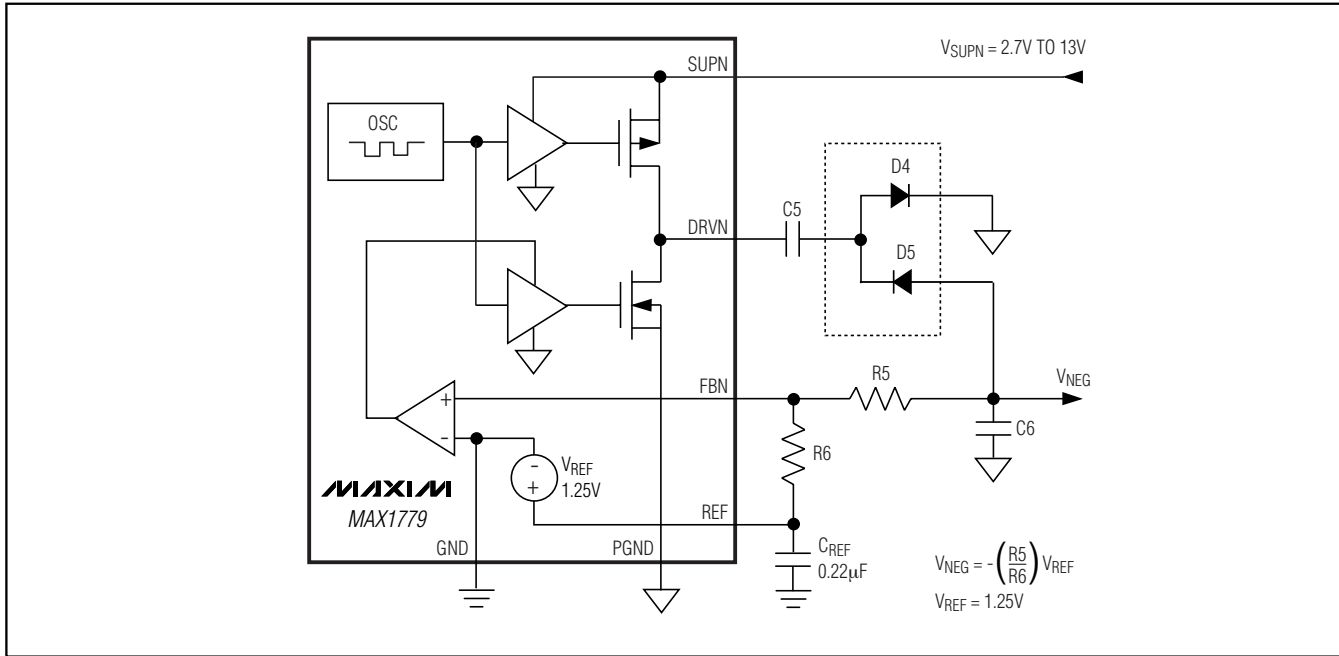 SUPN
V_SUPN = 2.7V TO 13V
OSC
D4
C5
DRVN
D5
FBN
R5
V_NEG
+
-
R6
C6
-
V_REF
+
1.25V
MAXIM
MAX1779
REF
GND
PGND
C_REF
0.22μF
V_NEG = -(R5/R6) V_REF
V_REF = 1.25V